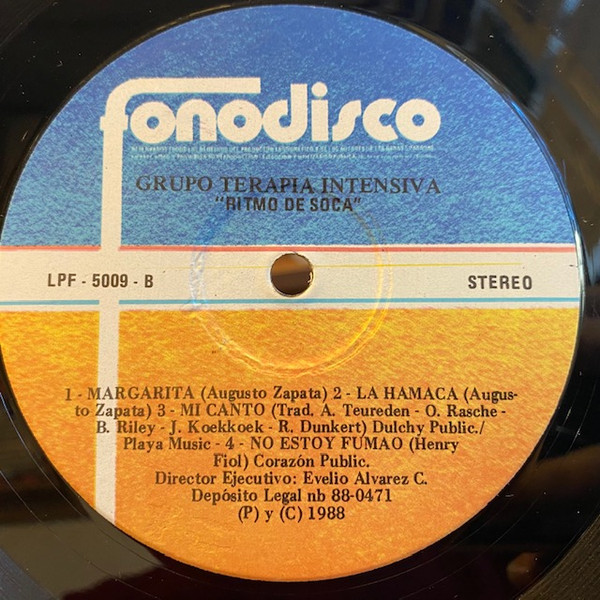 fonodisco
GRUPO TERAPIA INTENSIVA
"RITMO DE SOCA"
LPF - 5009 - B
STEREO
1 - MARGARITA (Augusto Zapata) 2 - LA HAMACA (Augus-
to Zapata) 3 - MI CANTO (Trad. A. Teureden - O. Rasche -
B. Riley - J. Koekkoek - R. Dunkert) Dulchy Public./
Playa Music - 4 - NO ESTOY FUMAO (Henry
Fiol) Corazón Public.
Director Ejecutivo: Evelio Alvarez C.
Depósito Legal nb 88-0471
(P) y (C) 1988